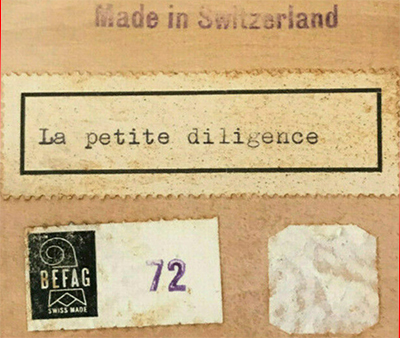 Made in Switzerland
La petite diligence
BEFAG
SWISS MADE
72